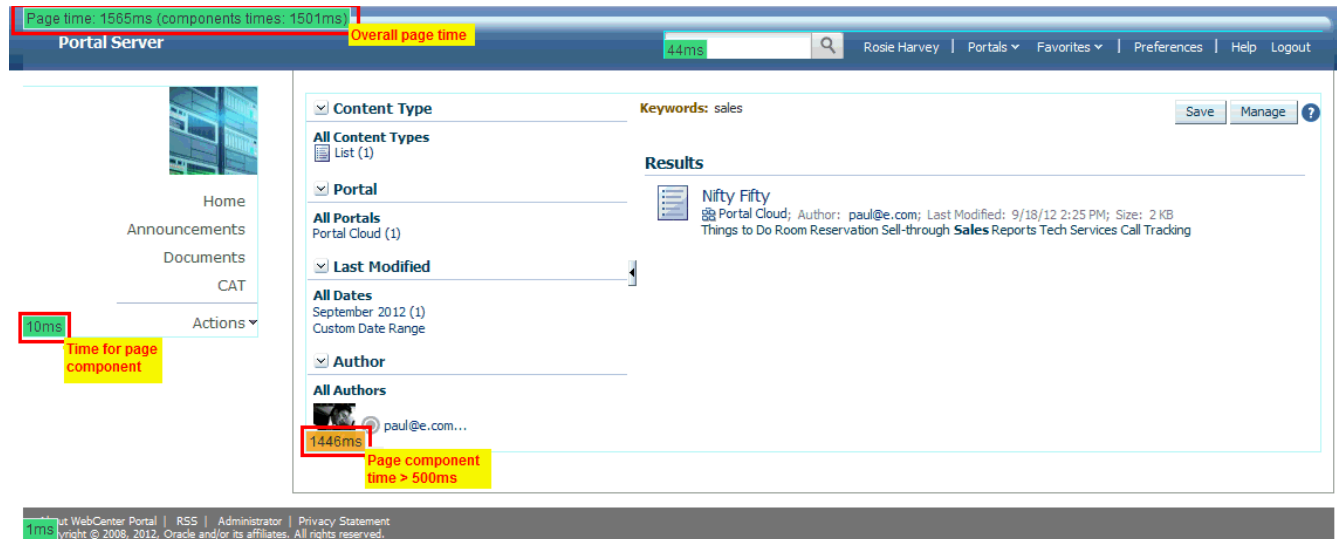 Page time: 1565ms (components times: 1501ms)
Overall page time
Portal Server
44ms
Rosie Harvey | Portals Favorites | Preferences | Help Logout
Home
Announcements
Documents
CAT
Actions
10ms
Time for page
component
Content Type
All Content Types
List (1)
Portal
All Portals
Portal Cloud (1)
Last Modified
All Dates
September 2012 (1)
Custom Date Range
Author
All Authors
paul@e.com...
1446ms
Page component
time > 500ms
Keywords: sales
Save Manage ?
Results
Nifty Fifty
Portal Cloud; Author: paul@e.com; Last Modified: 9/18/12 2:25 PM; Size: 2 KB
Things to Do Room Reservation Sell-through Sales Reports Tech Services Call Tracking
1ms
WebCenter Portal | RSS | Administrator | Privacy Statement
© 2008, 2012, Oracle and/or its affiliates. All rights reserved.